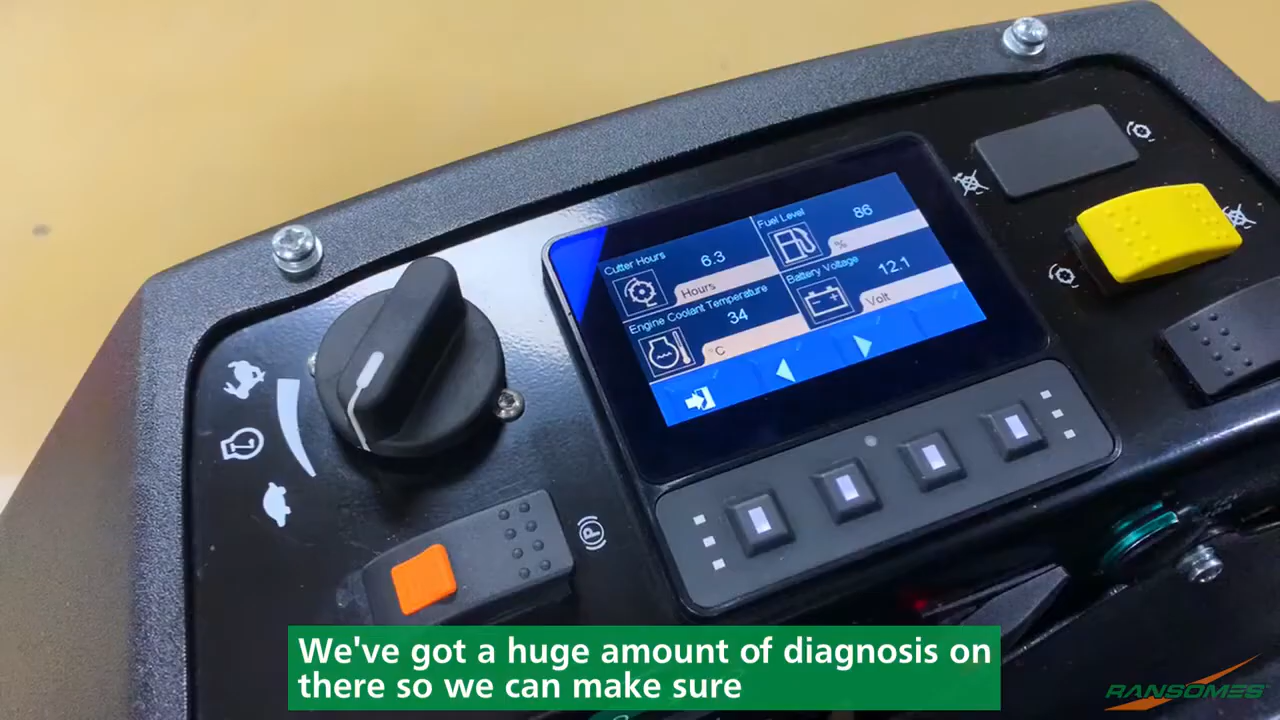 Cutter Hours
6.3
Hours
Fuel Level
86
%
Engine Coolant Temperature
34
°C
Battery Voltage
12.1
Volt
P
We've got a huge amount of diagnosis on
there so we can make sure
RANSOMES